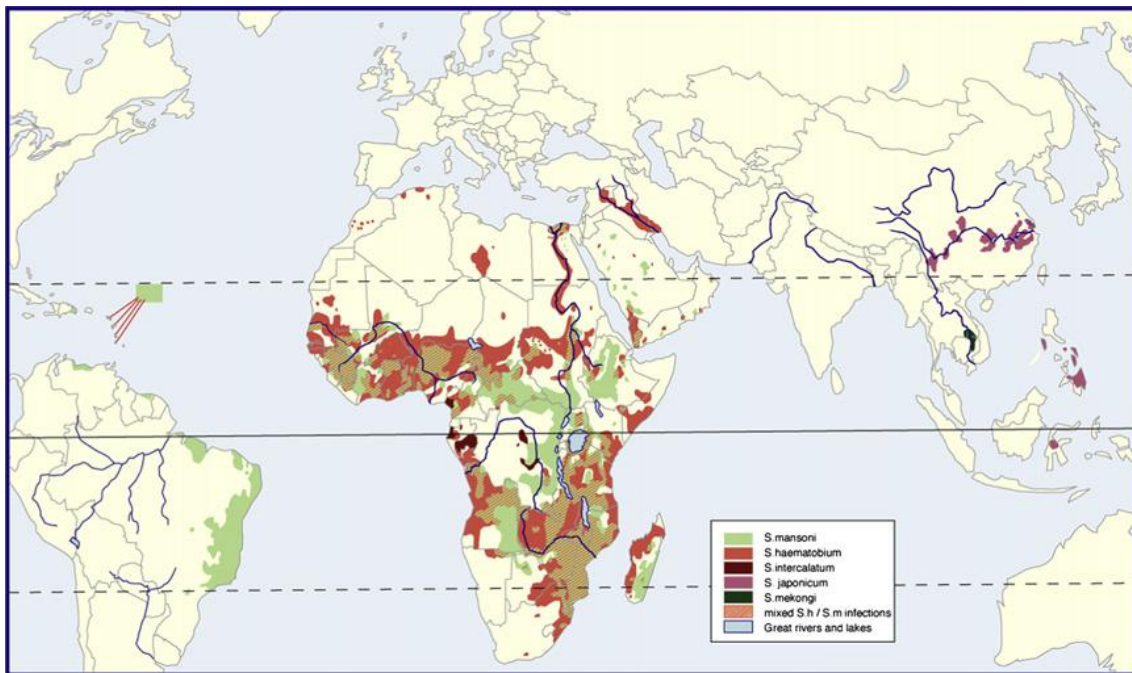 S.mansoni
S.haematobium
S.intercalatum
S. japonicum
S.mekongi
mixed S.h / S.m infections
Great rivers and lakes